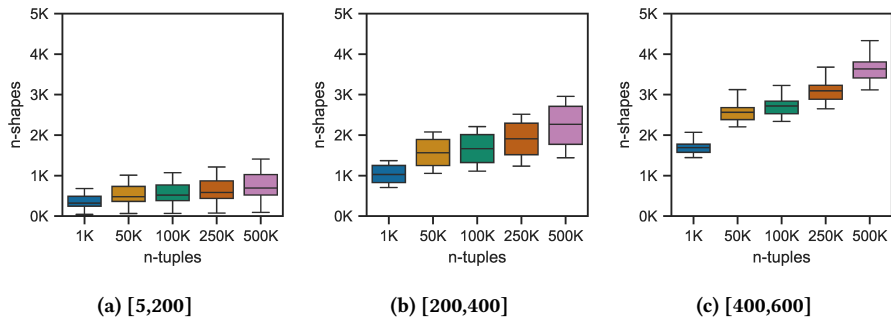 5K
4K
3K
2K
1K
0K
n-shapes
1K 50K 100K 250K 500K
n-tuples
(a) [5,200]
5K
4K
3K
2K
1K
0K
n-shapes
1K 50K 100K 250K 500K
n-tuples
(b) [200,400]
5K
4K
3K
2K
1K
0K
n-shapes
1K 50K 100K 250K 500K
n-tuples
(c) [400,600]